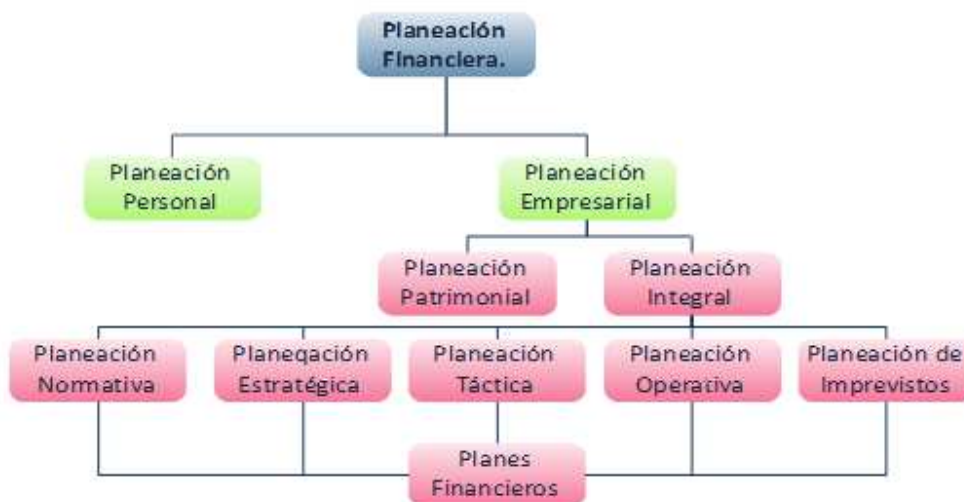 Planeación
Financiera.
Planeación
Personal
Planeación
Empresarial
Planeación
Patrimonial
Planeación
Integral
Planeación
Normativa
Planeqación
Estratégica
Planeación
Táctica
Planeación
Operativa
Planeación de
Imprevistos
Planes
Financieros